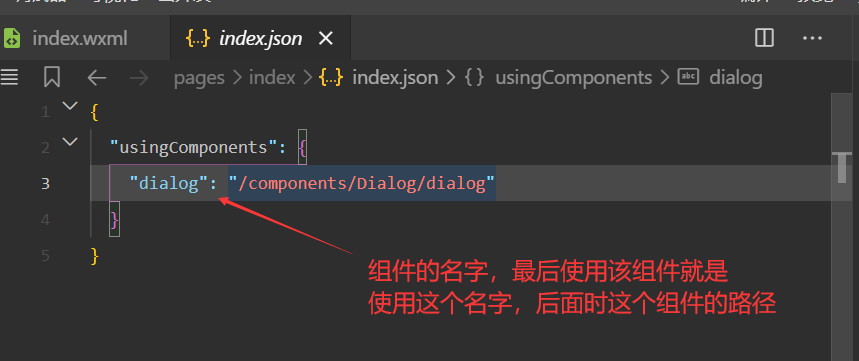 index.wxml
{..} index.json ×
pages > index > {..} index.json > {} usingComponents > abc dialog
1 {
2 "usingComponents": {
3 "dialog": "/components/Dialog/dialog"
4 }
5 }
组件的名字，最后使用该组件就是
使用这个名字，后面时这个组件的路径